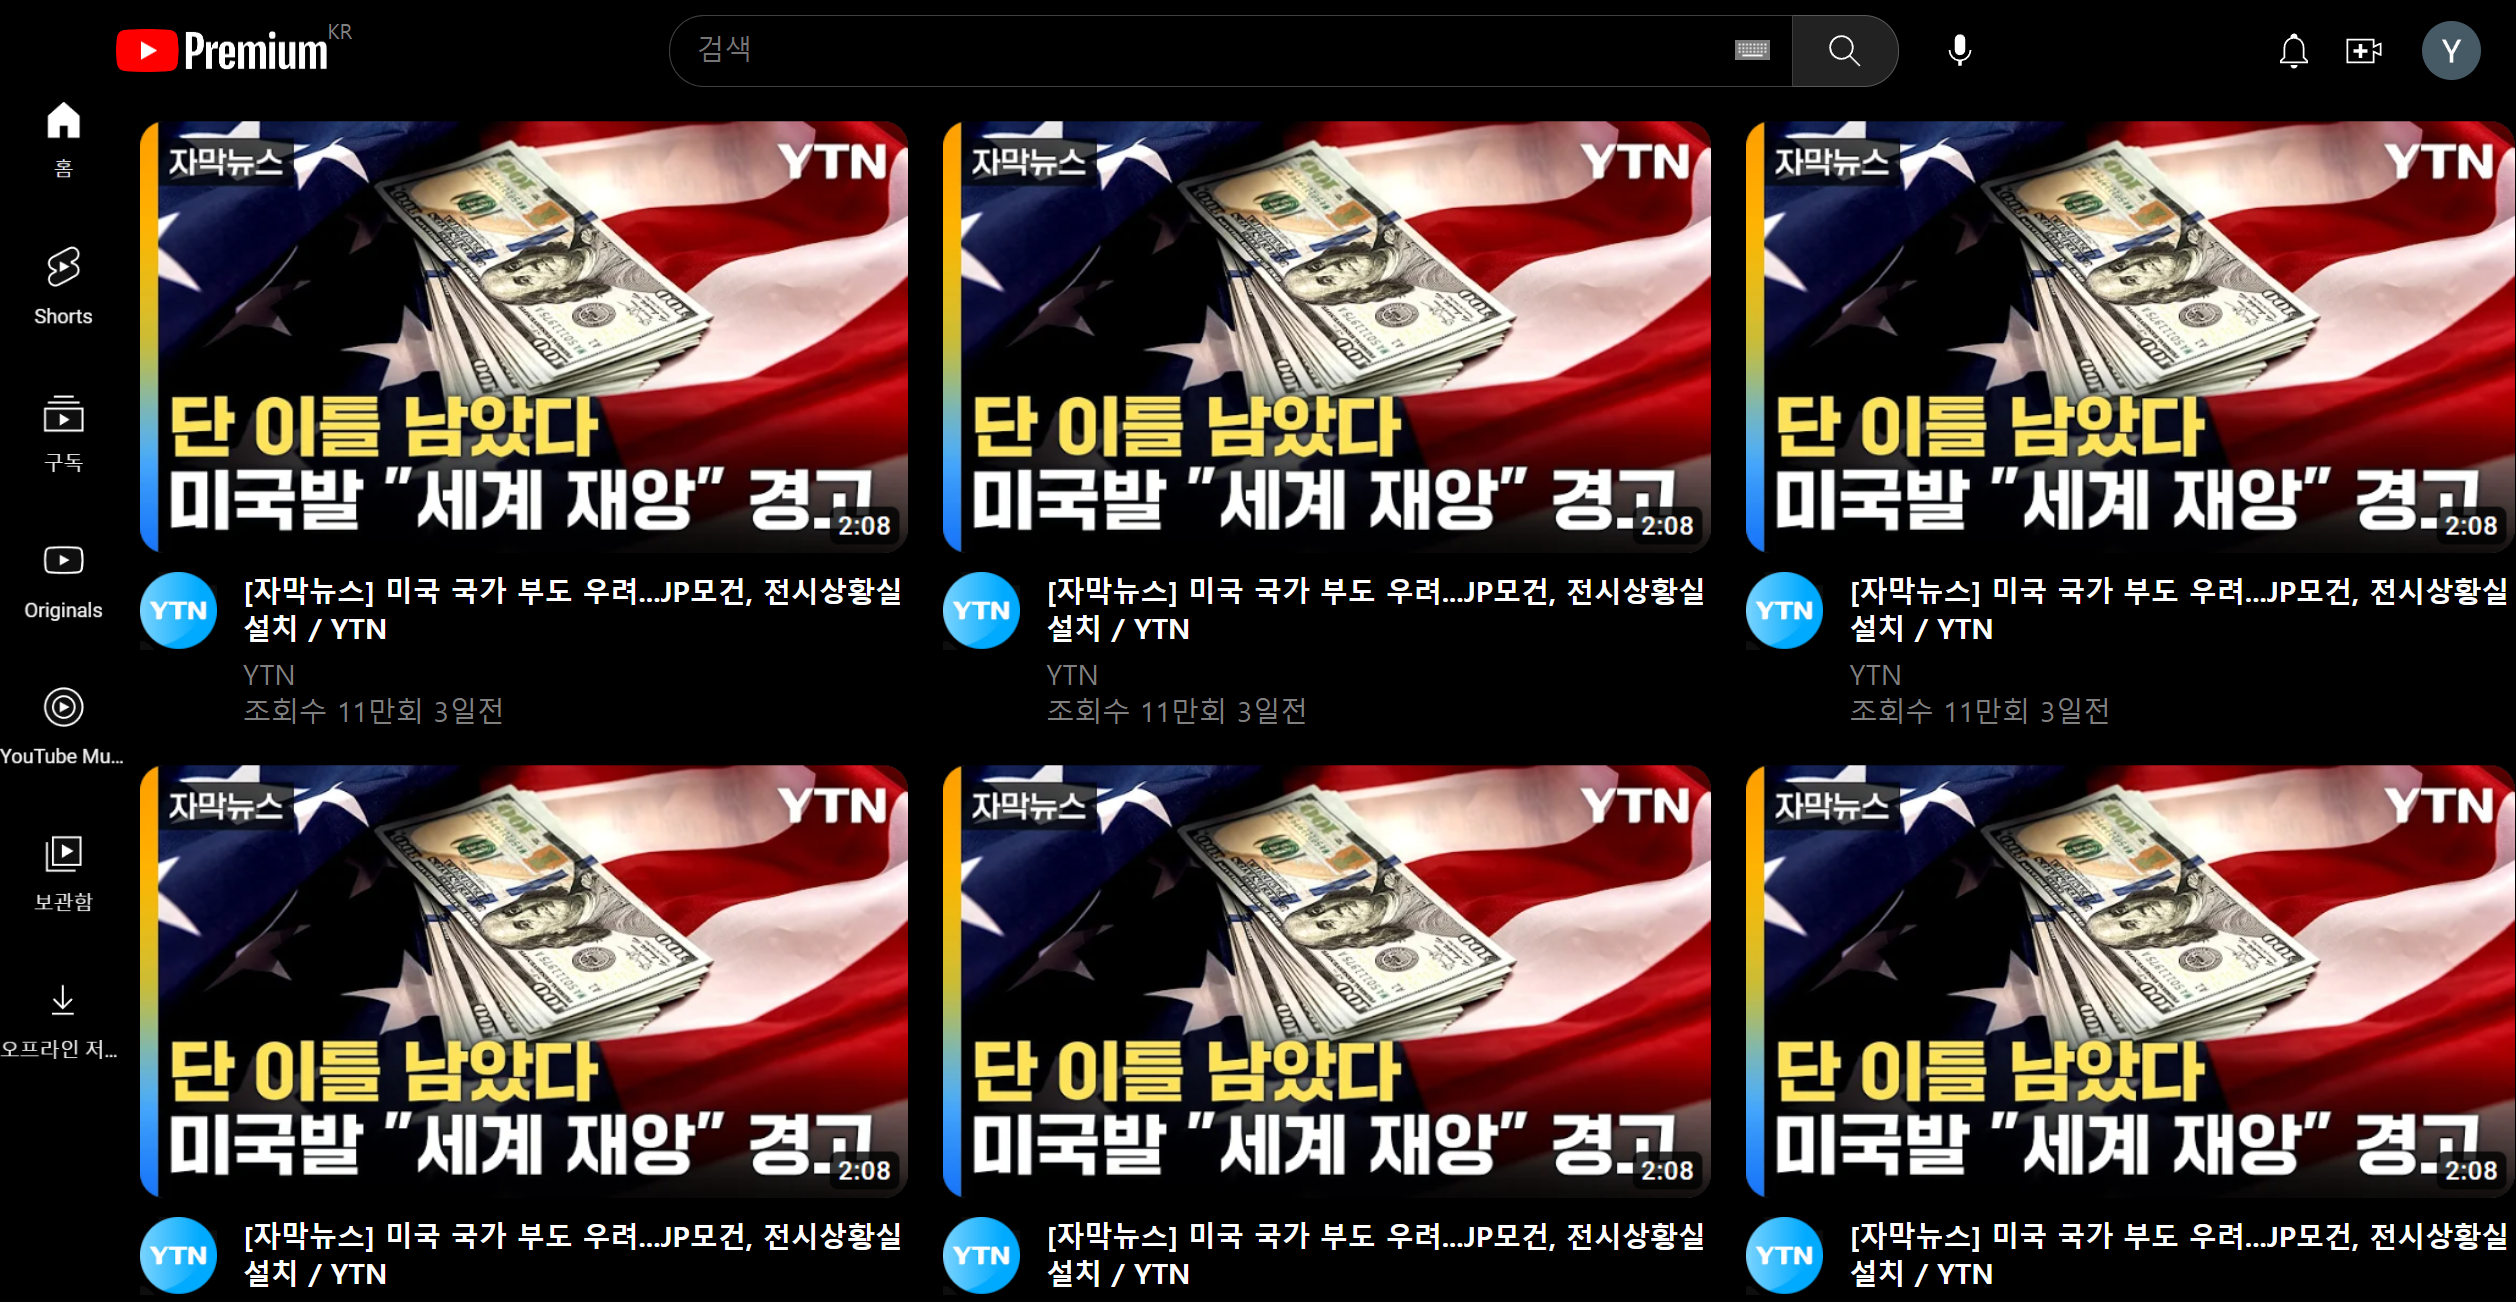 Premium KR
검색
Y
홈
Shorts
구독
Originals
YouTube Mu...
보관함
오프라인 저...
자막뉴스 YTN
단 이틀 남았다
미국발 "세계 재앙" 경고
2:08
YTN
[자막뉴스] 미국 국가 부도 우려...JP모건, 전시상황실
설치 / YTN
YTN
조회수 11만회 3일전
자막뉴스 YTN
단 이틀 남았다
미국발 "세계 재앙" 경고
2:08
YTN
[자막뉴스] 미국 국가 부도 우려...JP모건, 전시상황실
설치 / YTN
YTN
조회수 11만회 3일전
자막뉴스 YTN
단 이틀 남았다
미국발 "세계 재앙" 경고
2:08
YTN
[자막뉴스] 미국 국가 부도 우려...JP모건, 전시상황실
설치 / YTN
YTN
조회수 11만회 3일전
자막뉴스 YTN
단 이틀 남았다
미국발 "세계 재앙" 경고
2:08
YTN
[자막뉴스] 미국 국가 부도 우려...JP모건, 전시상황실
설치 / YTN
자막뉴스 YTN
단 이틀 남았다
미국발 "세계 재앙" 경고
2:08
YTN
[자막뉴스] 미국 국가 부도 우려...JP모건, 전시상황실
설치 / YTN
자막뉴스 YTN
단 이틀 남았다
미국발 "세계 재앙" 경고
2:08
YTN
[자막뉴스] 미국 국가 부도 우려...JP모건, 전시상황실
설치 / YTN